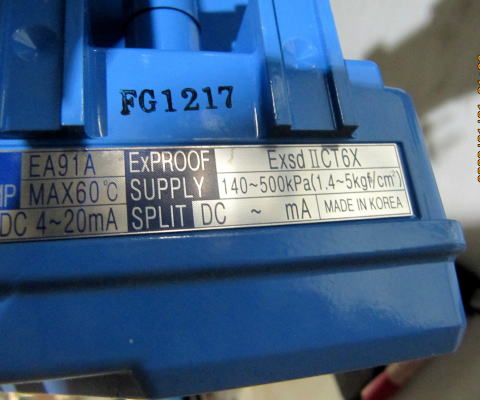 FG1217
EA91A ExPROOF Exsd IICT6X
MAX60℃ SUPPLY 140~500kPa(1.4~5kgf/cm²)
DC 4~20mA SPLIT DC ~ mA MADE IN KOREA